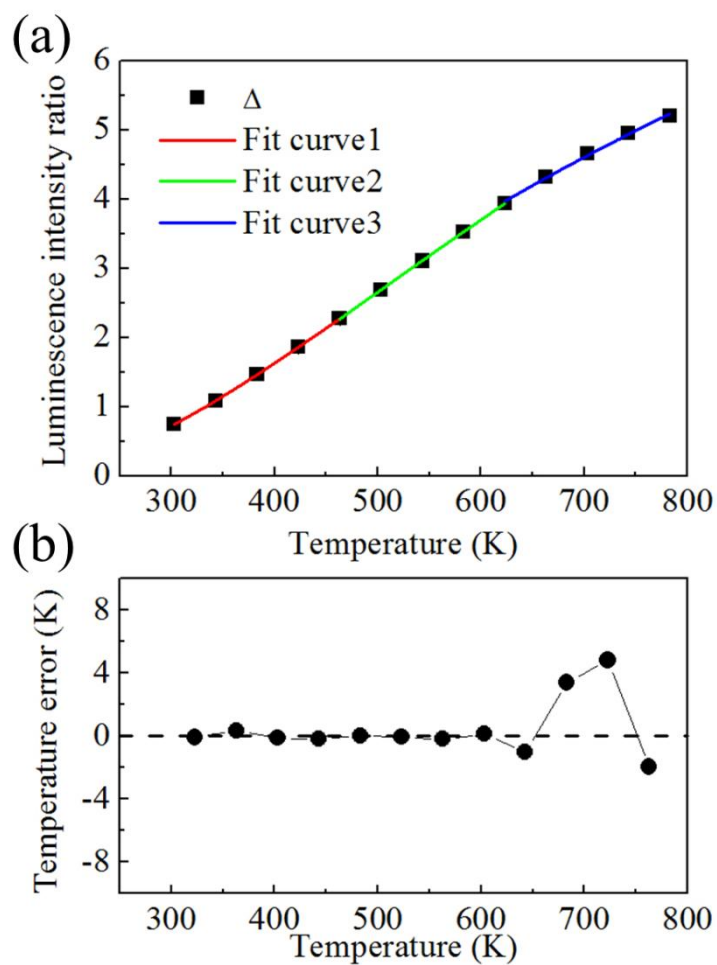 (a)
Luminescence intensity ratio
6
5
4
3
2
1
0
Δ
Fit curve1
Fit curve2
Fit curve3
300 400 500 600 700 800
Temperature (K)
(b)
Temperature error (K)
8
4
0
-4
-8
300 400 500 600 700 800
Temperature (K)